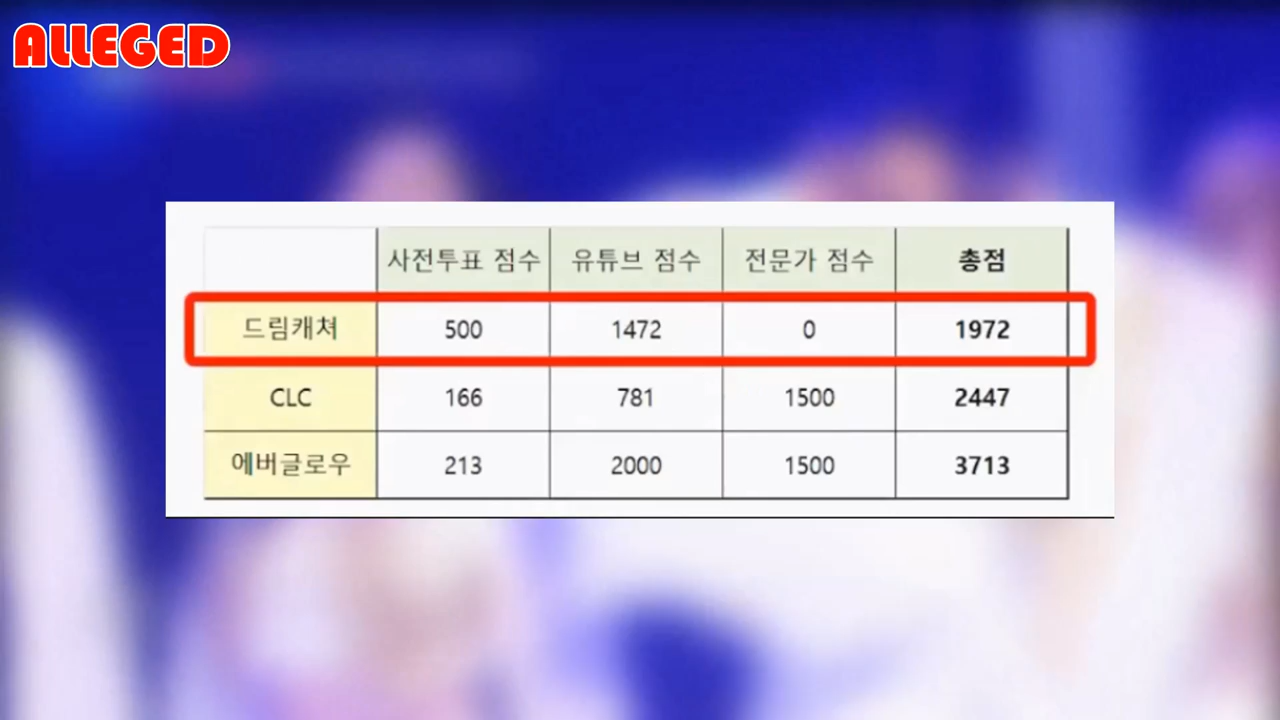 ALLEGED
사전투표 점수 유튜브 점수 전문가 점수 총점
드림캐쳐 500 1472 0 1972
CLC 166 781 1500 2447
에버글로우 213 2000 1500 3713